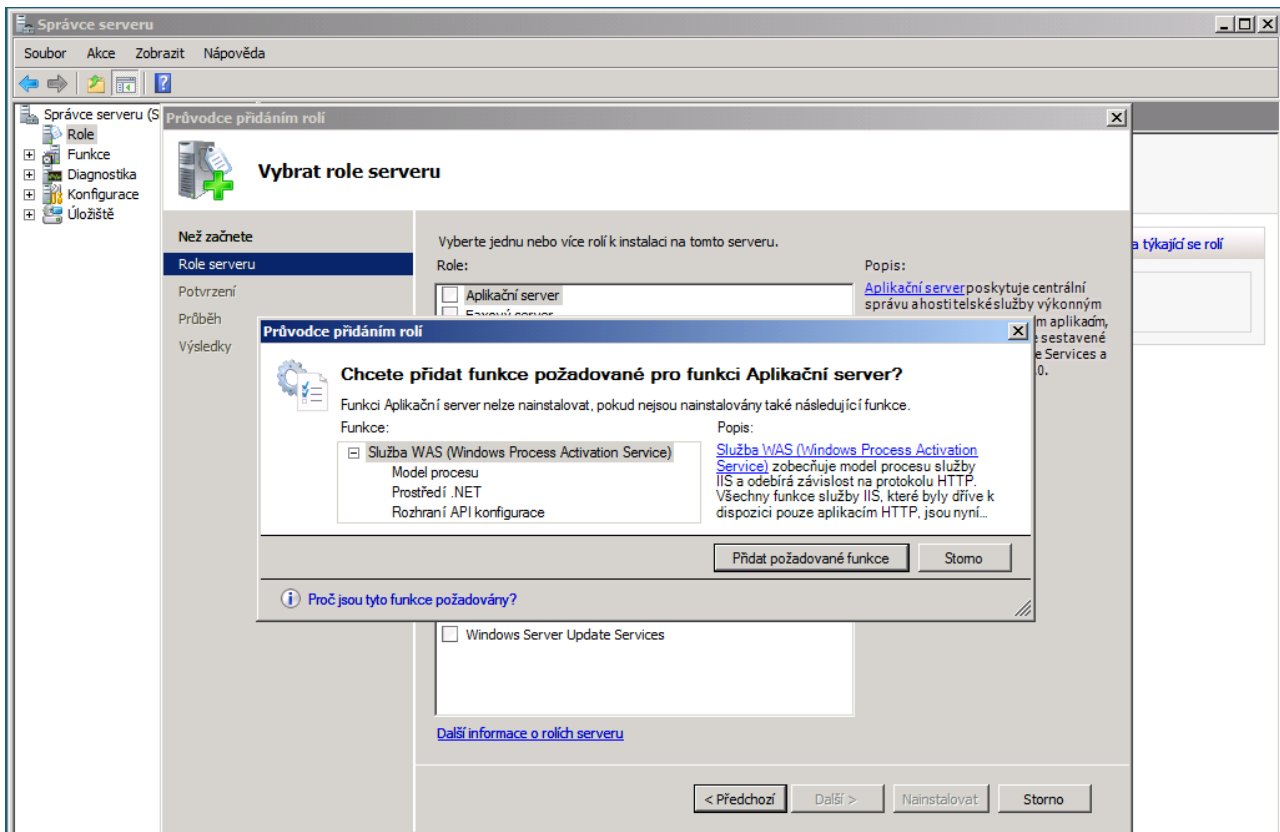 Správce serveru
Soubor Akce Zobrazit Nápověda
Správce serveru (S
Role
Funkce
Diagnostika
Konfigurace
Úložiště
Průvodce přidáním rolí
Vybrat role serveru
Než začnete
Role serveru
Potvrzení
Průběh
Výsledky
Vyberte jednu nebo více rolí k instalaci na tomto serveru.
Role:
Aplikační server
Faxový server
Popis:
Aplikační server poskytuje centrální
správu a hostitelské služby výkonným
m aplikacím,
sestavené
e Services a
.0.
a týkající se rolí
Průvodce přidáním rolí
Chcete přidat funkce požadované pro funkci Aplikační server?
Funkci Aplikační server nelze nainstalovat, pokud nejsou nainstalovány také následující funkce.
Funkce:
Služba WAS (Windows Process Activation Service)
Model procesu
Prostředí .NET
Rozhraní API konfigurace
Popis:
Služba WAS (Windows Process Activation
Service) zobecňuje model procesu služby
IIS a odebírá závislost na protokolu HTTP.
Všechny funkce služby IIS, které byly dříve k
dispozici pouze aplikacím HTTP, jsou nyní...
Přidat požadované funkce
Storno
Proč jsou tyto funkce požadovány?
Windows Server Update Services
Další informace o rolích serveru
< Předchozí
Další >
Nainstalovat
Storno